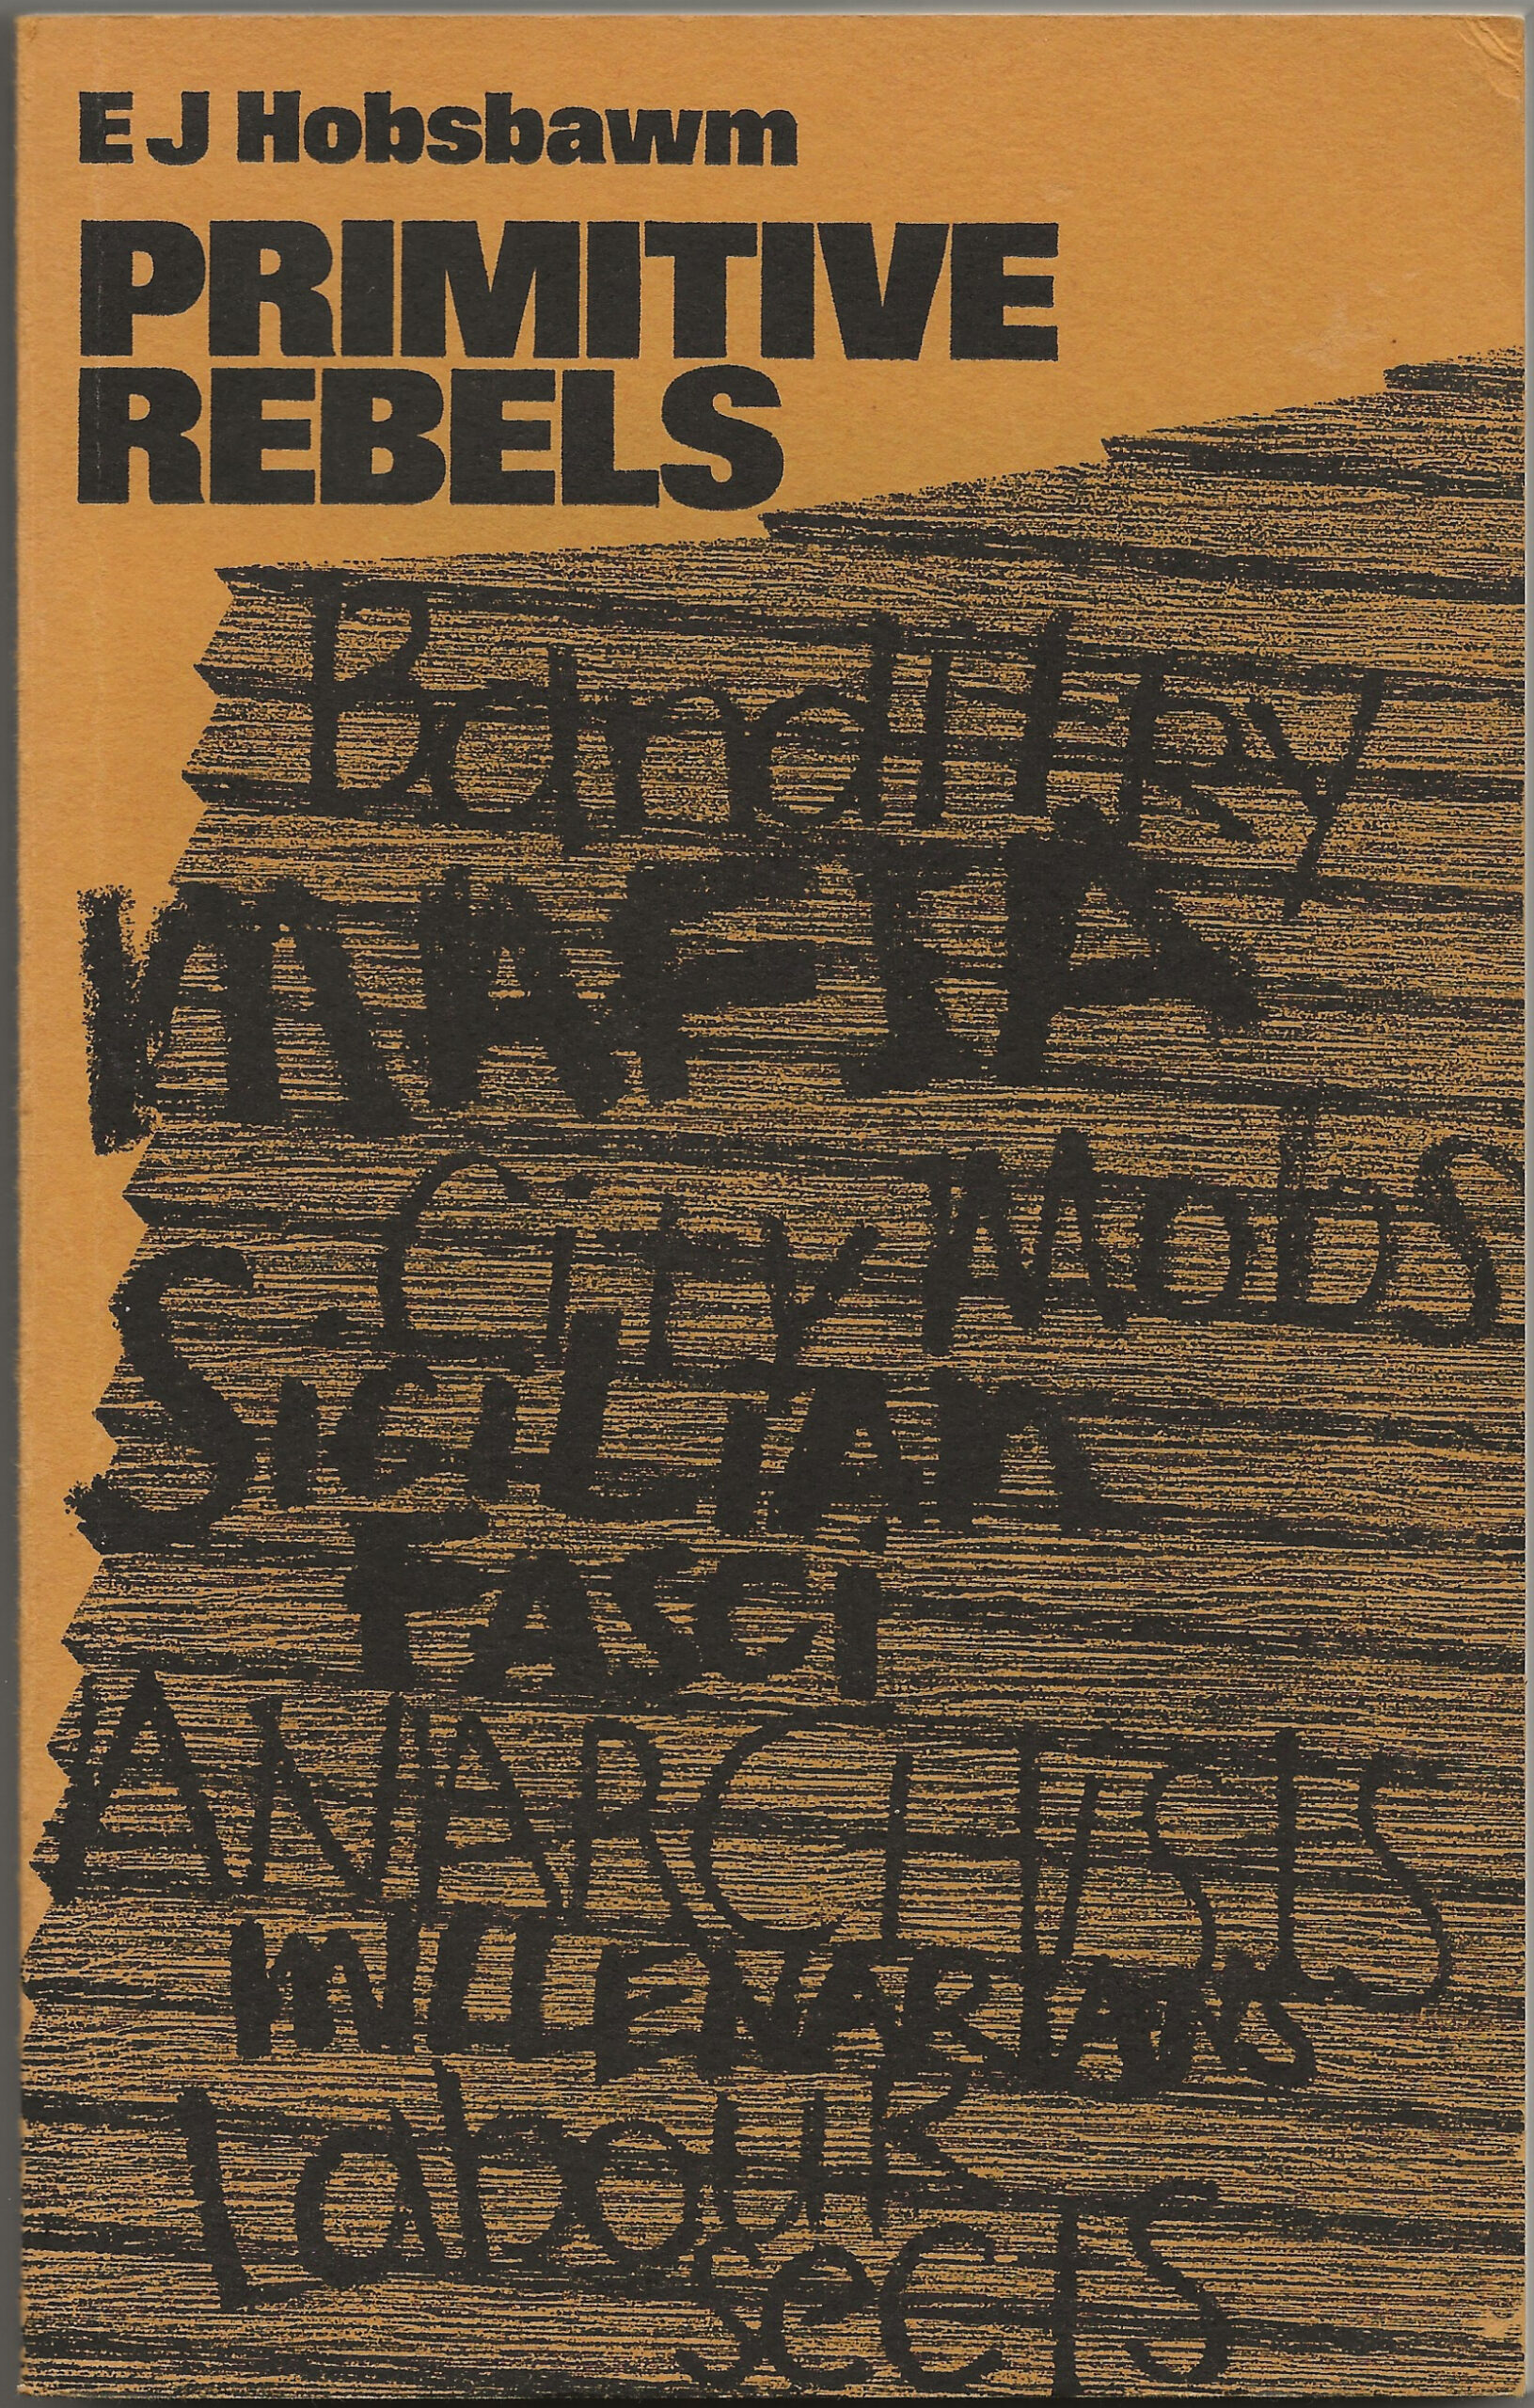 E J Hobsbawm
PRIMITIVE
REBELS
Banditry
MAFIA
City Mobs
SicILIAn
FASCI
ANARCHISTS
MILLENARIANS
Labour
sects